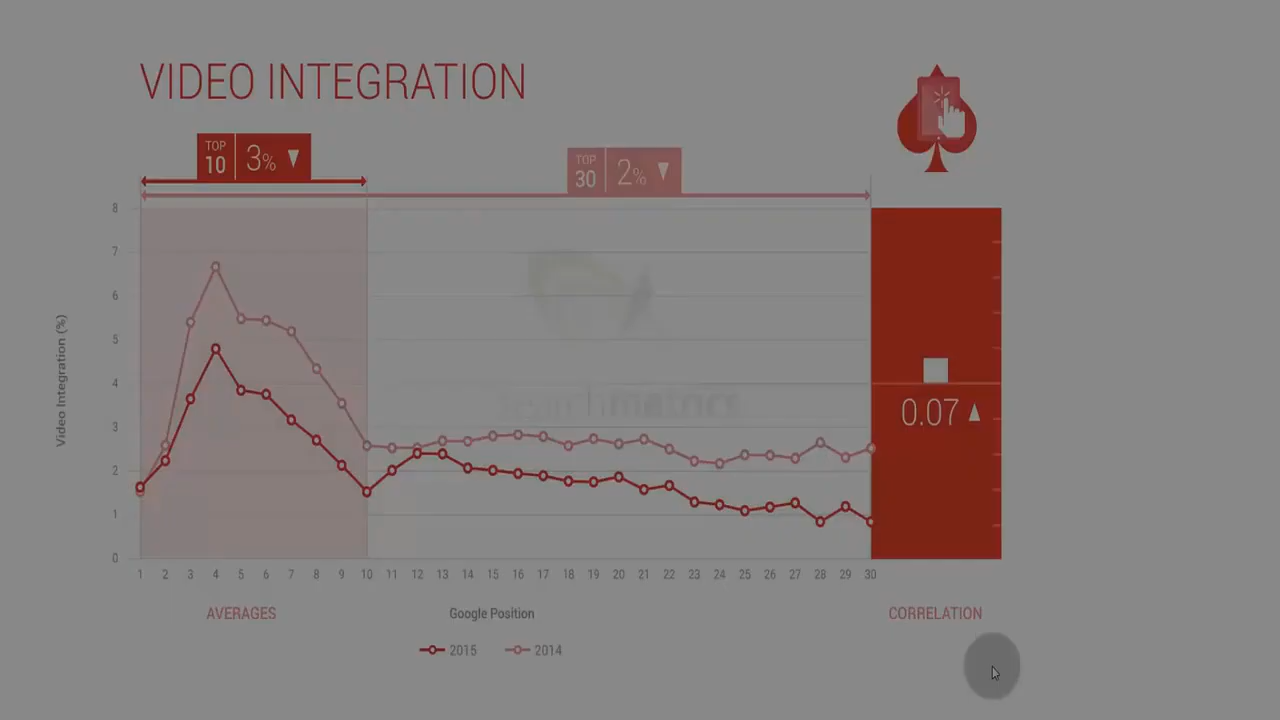 VIDEO INTEGRATION
TOP 10 3% ▼
TOP 30 2% ▼
8
7
6
5
4
3
2
1
0
Video Integration (%)
searchmetrics
0.07 ▲
1 2 3 4 5 6 7 8 9 10 11 12 13 14 15 16 17 18 19 20 21 22 23 24 25 26 27 28 29 30
AVERAGES
Google Position
CORRELATION
2015 2014